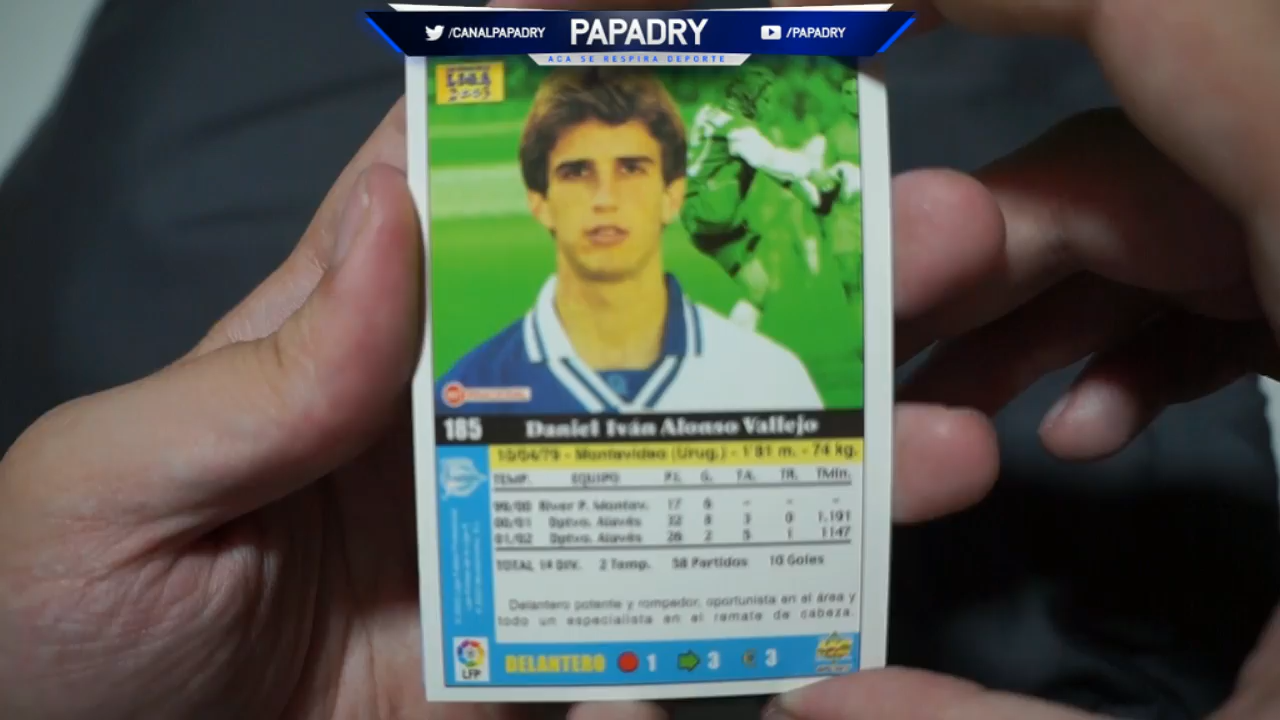 /CANALPAPADRY PAPADRY /PAPADRY
ACA SE RESPIRA DEPORTE
LIGA
2003
185 Daniel Iván Alonso Vallejo
10/04/79 - Montevideo (Urug.) - 1'81 m. - 74 kg.
TEMP. EQUIPO P.J. G. T.A. TR. TMin.
99/00 River P. Montev. 17 6 - - -
00/01 Dptvo. Alavés 32 8 3 0 1.191
01/02 Dptvo. Alavés 26 2 5 1 1147
TOTAL 1ª DIV. 2 Temp. 58 Partidos 10 Goles
Delantero potente y rompedor, oportunista en el área y
todo un especialista en el remate de cabeza.
LFP DELANTERO 1 3 3